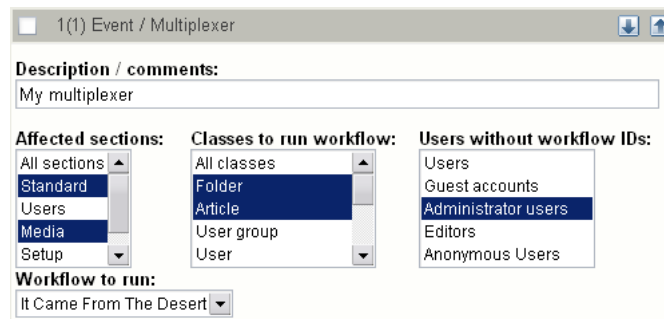 1(1) Event / Multiplexer
Description / comments:
My multiplexer
Affected sections:
All sections
Standard
Users
Media
Setup
Classes to run workflow:
All classes
Folder
Article
User group
User
Users without workflow IDs:
Users
Guest accounts
Administrator users
Editors
Anonymous Users
Workflow to run:
It Came From The Desert